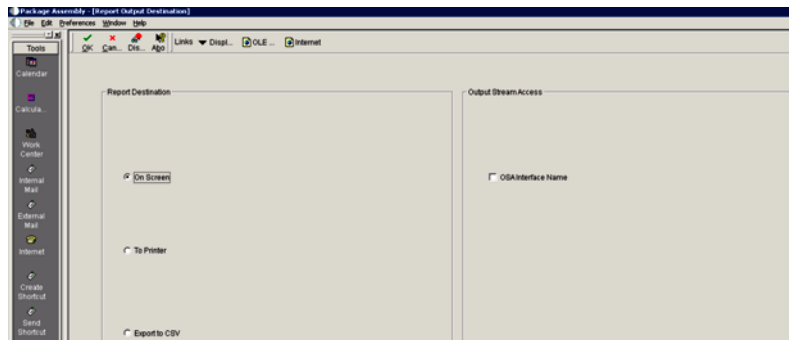 Package Assembly - [Report Output Destination]
File Edit Preferences Window Help
Tools
OK Can... Dis... Abo Links Displ... OLE ... Internet
Calendar
Calcula...
Work
Center
Internal
Mail
External
Mail
Internet
Create
Shortcut
Send
Shortcut
Report Destination
On Screen
To Printer
Export to CSV
Output Stream Access
OSA Interface Name